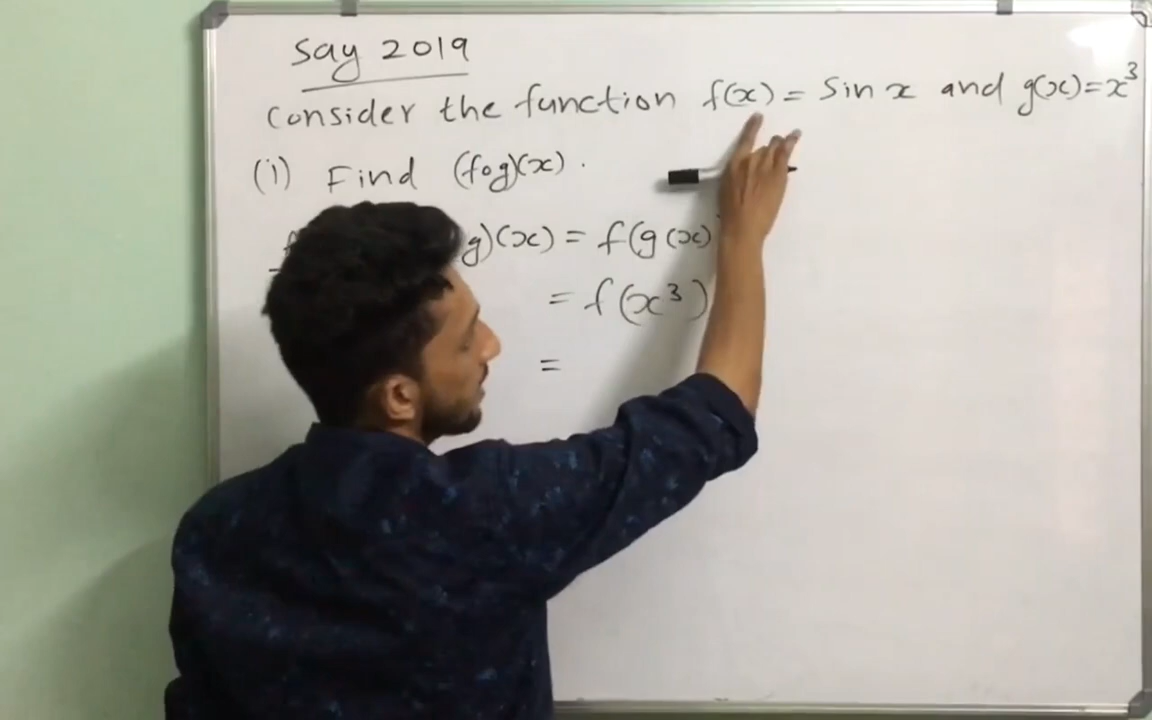 Say 2019
Consider the function f(x) = Sin x and g(x)=x³
(i) Find (fog)(x).
g)(x) = f(g(x)
= f(x³)
=